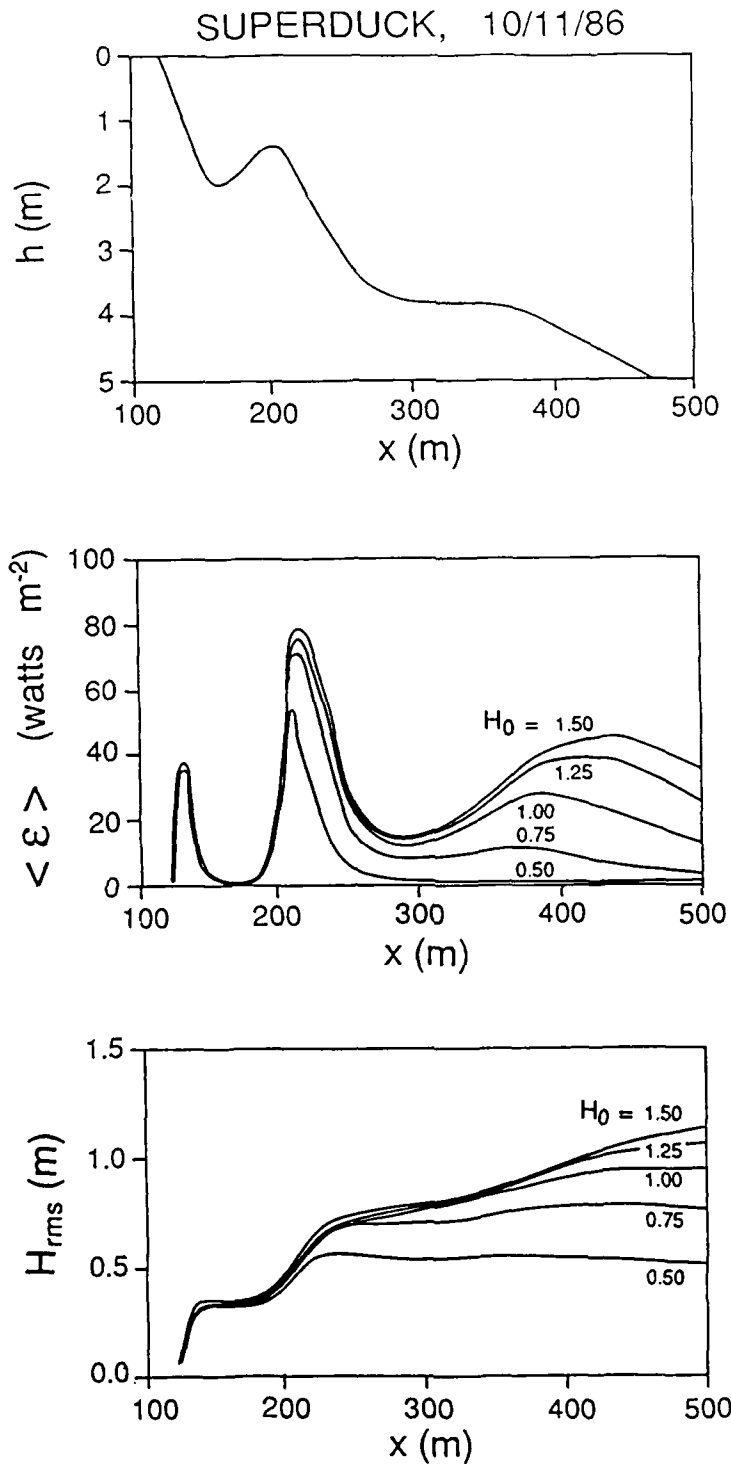 SUPERDUCK, 10/11/86
0
1
2
3
4
5
h (m)
100 200 300 400 500
x (m)
100
80
60
40
20
0
< ε > (watts m-2)
H0 = 1.50
1.25
1.00
0.75
0.50
100 200 300 400 500
x (m)
1.5
1.0
0.5
0.0
Hrms (m)
H0 = 1.50
1.25
1.00
0.75
0.50
100 200 300 400 500
x (m)